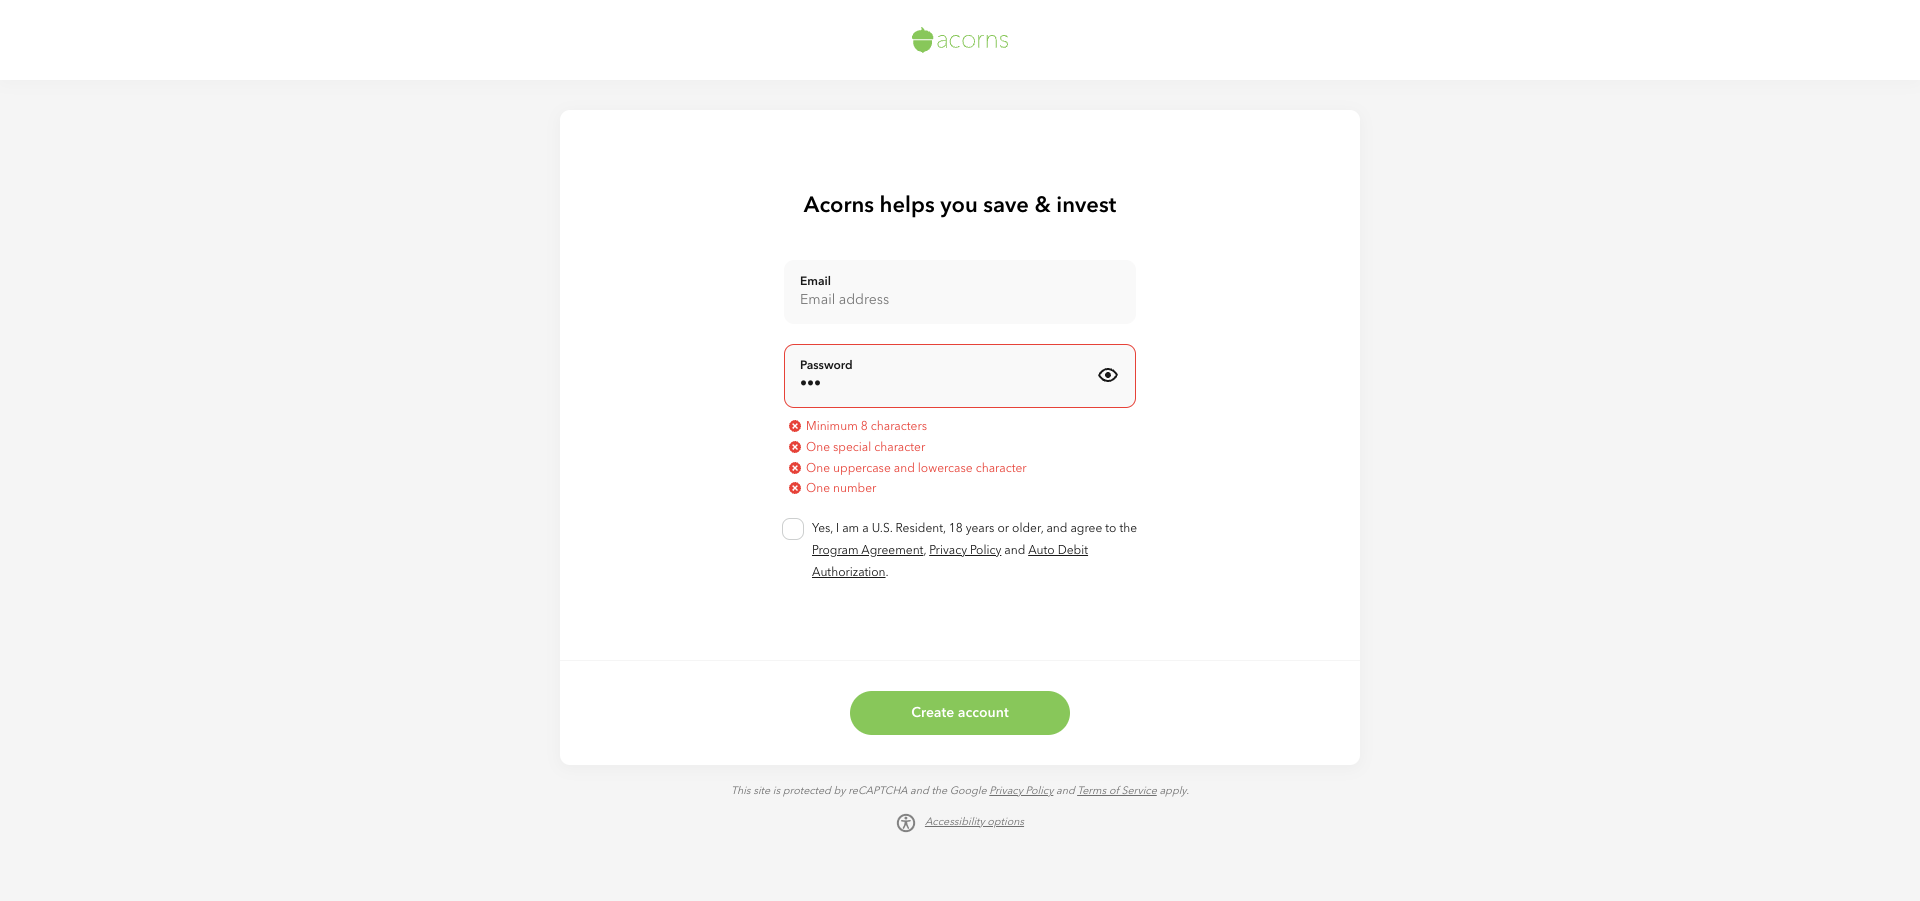 acorns
Acorns helps you save & invest
Email
Email address
Password
•••
Minimum 8 characters
One special character
One uppercase and lowercase character
One number
Yes, I am a U.S. Resident, 18 years or older, and agree to the
Program Agreement, Privacy Policy and Auto Debit
Authorization.
Create account
This site is protected by reCAPTCHA and the Google Privacy Policy and Terms of Service apply.
Accessibility options